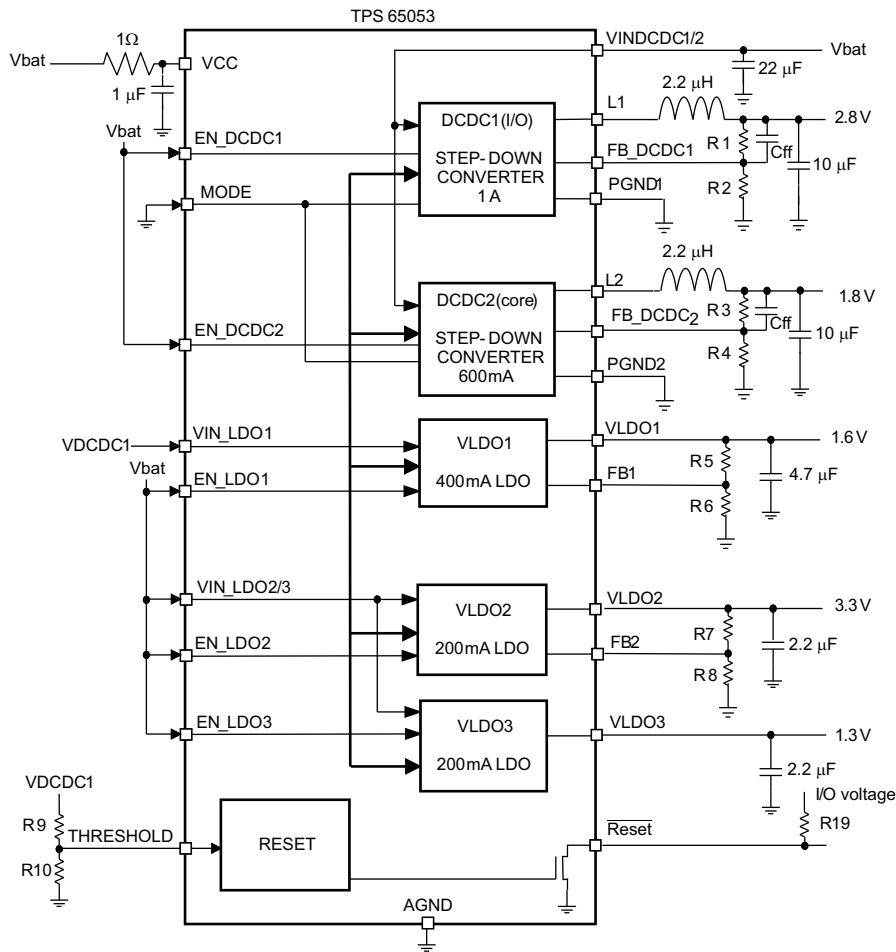 TPS 65053
Vbat
1Ω
VCC
1 μF
VINDCDC1/2
Vbat
22 μF
Vbat
EN_DCDC1
MODE
DCDC1(I/O)
STEP-DOWN
CONVERTER
1 A
L1
2.2 μH
2.8 V
FB_DCDC1
R1
Cff
10 μF
R2
PGND1
EN_DCDC2
DCDC2(core)
STEP-DOWN
CONVERTER
600mA
L2
2.2 μH
1.8 V
FB_DCDC2
R3
Cff
10 μF
R4
PGND2
VDCDC1
VIN_LDO1
Vbat
EN_LDO1
VLDO1
400mA LDO
VLDO1
1.6 V
FB1
R5
4.7 μF
R6
VIN_LDO2/3
EN_LDO2
VLDO2
200mA LDO
VLDO2
3.3 V
FB2
R7
2.2 μF
R8
EN_LDO3
VLDO3
200mA LDO
VLDO3
1.3 V
2.2 μF
I/O voltage
VDCDC1
R9
THRESHOLD
R10
RESET
Reset
R19
AGND